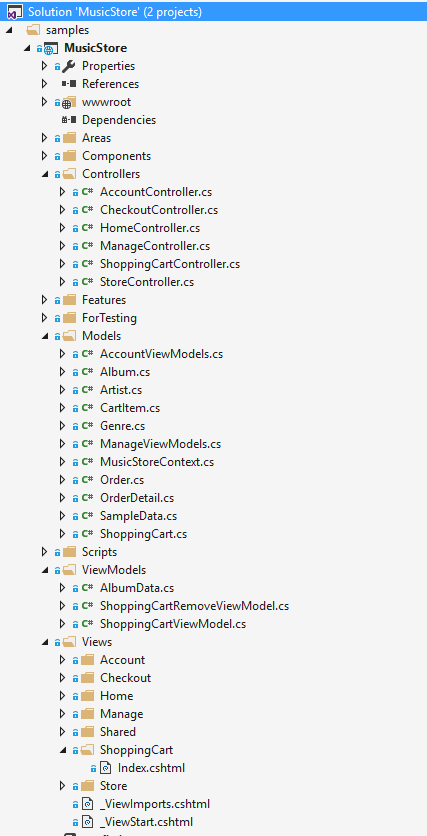 Solution 'MusicStore' (2 projects)
samples
MusicStore
Properties
References
wwwroot
Dependencies
Areas
Components
Controllers
C# AccountController.cs
C# CheckoutController.cs
C# HomeController.cs
C# ManageController.cs
C# ShoppingCartController.cs
C# StoreController.cs
Features
ForTesting
Models
C# AccountViewModels.cs
C# Album.cs
C# Artist.cs
C# CartItem.cs
C# Genre.cs
C# ManageViewModels.cs
C# MusicStoreContext.cs
C# Order.cs
C# OrderDetail.cs
C# SampleData.cs
C# ShoppingCart.cs
Scripts
ViewModels
C# AlbumData.cs
C# ShoppingCartRemoveViewModel.cs
C# ShoppingCartViewModel.cs
Views
Account
Checkout
Home
Manage
Shared
ShoppingCart
Index.cshtml
Store
_ViewImports.cshtml
_ViewStart.cshtml